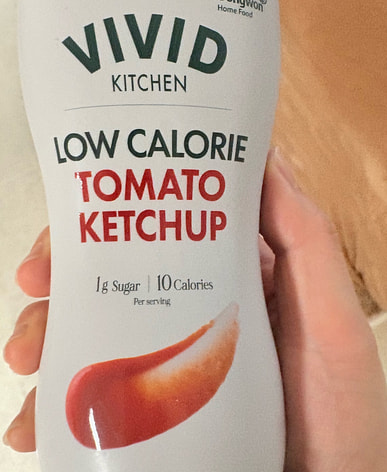 Home Food
VIVID
KITCHEN
LOW CALORIE
TOMATO
KETCHUP
1g Sugar | 10 Calories
Per serving